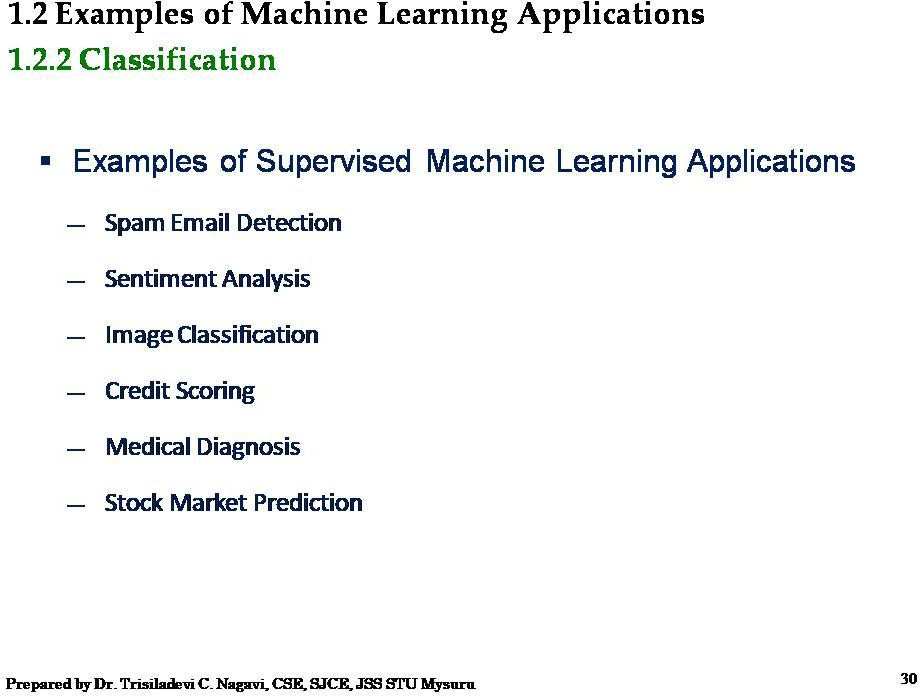 1.2 Examples of Machine Learning Applications
1.2.2 Classification
▪ Examples of Supervised Machine Learning Applications
— Spam Email Detection
— Sentiment Analysis
— Image Classification
— Credit Scoring
— Medical Diagnosis
— Stock Market Prediction
Prepared by Dr. Trisiladevi C. Nagavi, CSE, SJCE, JSS STU Mysuru
30